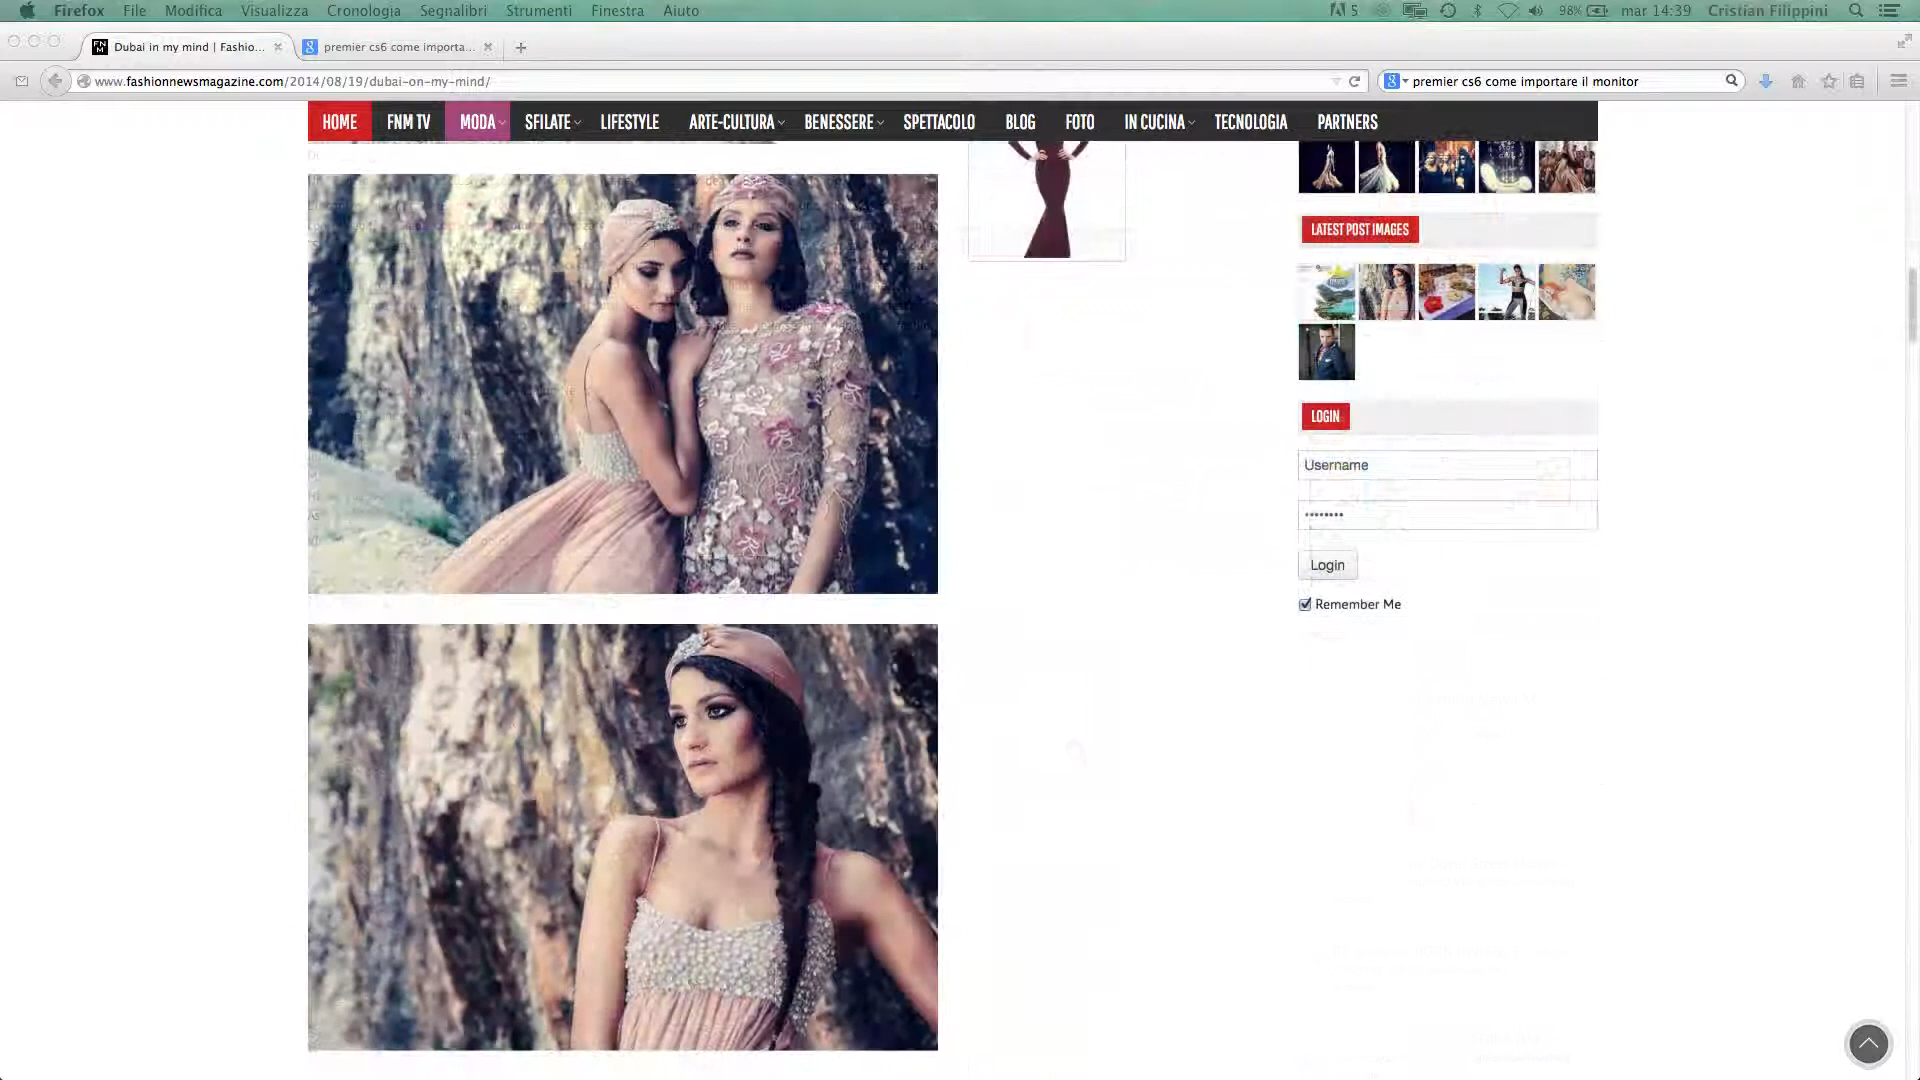 Firefox File Modifica Visualizza Cronologia Segnalibri Strumenti Finestra Aiuto 5 98% mar 14:39 Cristian Filippini
Dubai in my mind | Fashio... premier cs6 come importa...
www.fashionnewsmagazine.com/2014/08/19/dubai-on-my-mind/ premier cs6 come importare il monitor
HOME FNM TV MODA SFILATE LIFESTYLE ARTE-CULTURA BENESSERE SPETTACOLO BLOG FOTO IN CUCINA TECNOLOGIA PARTNERS
LATEST POST IMAGES
LOGIN
Username
Login
Remember Me